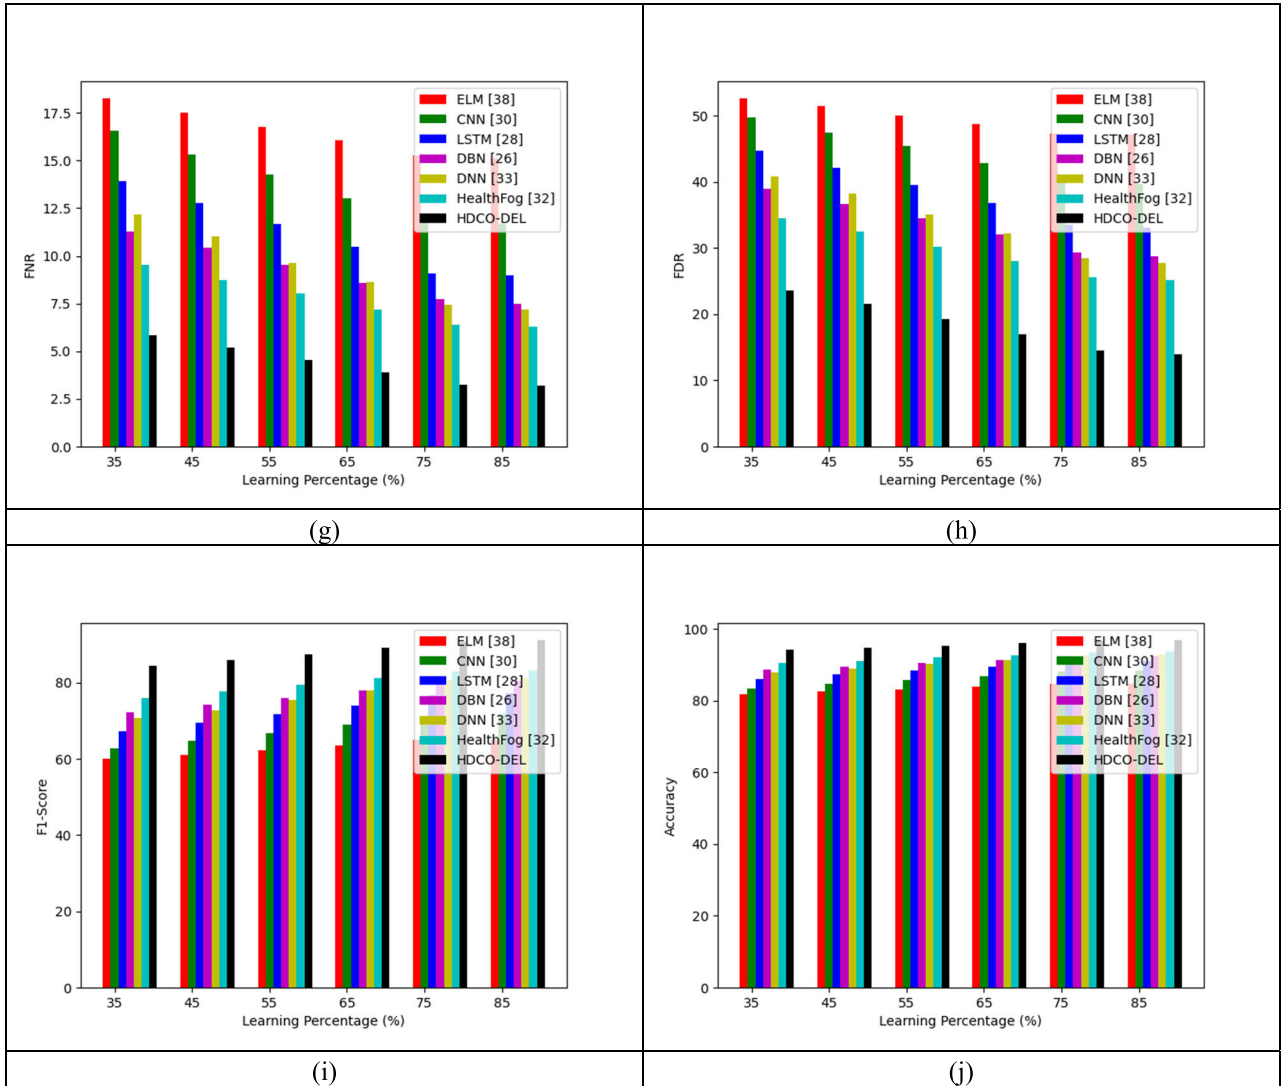 17.5
15.0
12.5
10.0
7.5
5.0
2.5
0.0
FNR
35 45 55 65 75 85
Learning Percentage (%)
ELM [38]
CNN [30]
LSTM [28]
DBN [26]
DNN [33]
HealthFog [32]
HDCO-DEL
(g)
50
40
30
20
10
0
FDR
35 45 55 65 75 85
Learning Percentage (%)
ELM [38]
CNN [30]
LSTM [28]
DBN [26]
DNN [33]
HealthFog [32]
HDCO-DEL
(h)
80
60
40
20
0
F1-Score
35 45 55 65 75 85
Learning Percentage (%)
ELM [38]
CNN [30]
LSTM [28]
DBN [26]
DNN [33]
HealthFog [32]
HDCO-DEL
(i)
100
80
60
40
20
0
Accuracy
35 45 55 65 75 85
Learning Percentage (%)
ELM [38]
CNN [30]
LSTM [28]
DBN [26]
DNN [33]
HealthFog [32]
HDCO-DEL
(j)